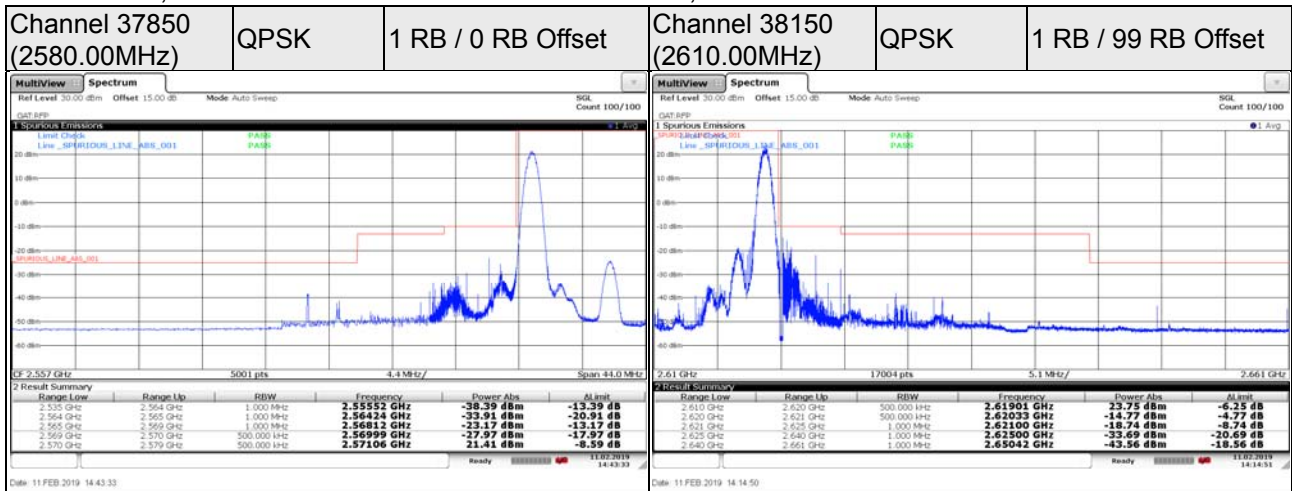 Channel 37850 (2580.00MHz) QPSK 1 RB / 0 RB Offset
Channel 38150 (2610.00MHz) QPSK 1 RB / 99 RB Offset
MultiView Spectrum
Ref Level 30.00 dBm Offset 15.00 dB Mode Auto Sweep SGL
Count 100/100
GAT:RFP
1 Spurious Emissions 1 Avg
Limit Check PASS
Line _SPURIOUS_LINE_ABS_001 PASS
20 dBm
10 dBm
0 dBm
-10 dBm
-20 dBm
_SPURIOUS_LINE_ABS_001
-30 dBm
-40 dBm
-50 dBm
-60 dBm
CF 2.557 GHz 5001 pts 4.4 MHz/ Span 44.0 MHz
2 Result Summary
Range Low Range Up RBW Frequency Power Abs ΔLimit
2.535 GHz 2.564 GHz 1.000 MHz 2.55552 GHz -38.39 dBm -13.39 dB
2.564 GHz 2.565 GHz 1.000 MHz 2.56424 GHz -33.91 dBm -20.91 dB
2.565 GHz 2.569 GHz 1.000 MHz 2.56812 GHz -23.17 dBm -13.17 dB
2.569 GHz 2.570 GHz 500.000 kHz 2.56999 GHz -27.97 dBm -17.97 dB
2.570 GHz 2.579 GHz 500.000 kHz 2.57106 GHz 21.41 dBm -8.59 dB
Ready 11.02.2019
14:43:33
Date: 11.FEB.2019 14:43:33
MultiView Spectrum
Ref Level 30.00 dBm Offset 15.00 dB Mode Auto Sweep SGL
Count 100/100
GAT:RFP
1 Spurious Emissions 1 Avg
PASS
Line _SPURIOUS_LINE_ABS_001 PASS
20 dBm
10 dBm
0 dBm
-10 dBm
-20 dBm
-30 dBm
-40 dBm
-60 dBm
2.61 GHz 17004 pts 5.1 MHz/ 2.661 GHz
2 Result Summary
Range Low Range Up RBW Frequency Power Abs ΔLimit
2.610 GHz 2.620 GHz 500.000 kHz 2.61901 GHz 23.75 dBm -6.25 dB
2.620 GHz 2.621 GHz 500.000 kHz 2.62033 GHz -14.77 dBm -4.77 dB
2.621 GHz 2.625 GHz 1.000 MHz 2.62100 GHz -18.74 dBm -8.74 dB
2.625 GHz 2.640 GHz 1.000 MHz 2.62500 GHz -33.69 dBm -20.69 dB
2.640 GHz 2.661 GHz 1.000 MHz 2.65042 GHz -43.56 dBm -18.56 dB
Ready 11.02.2019
14:14:51
Date: 11.FEB.2019 14:14:50